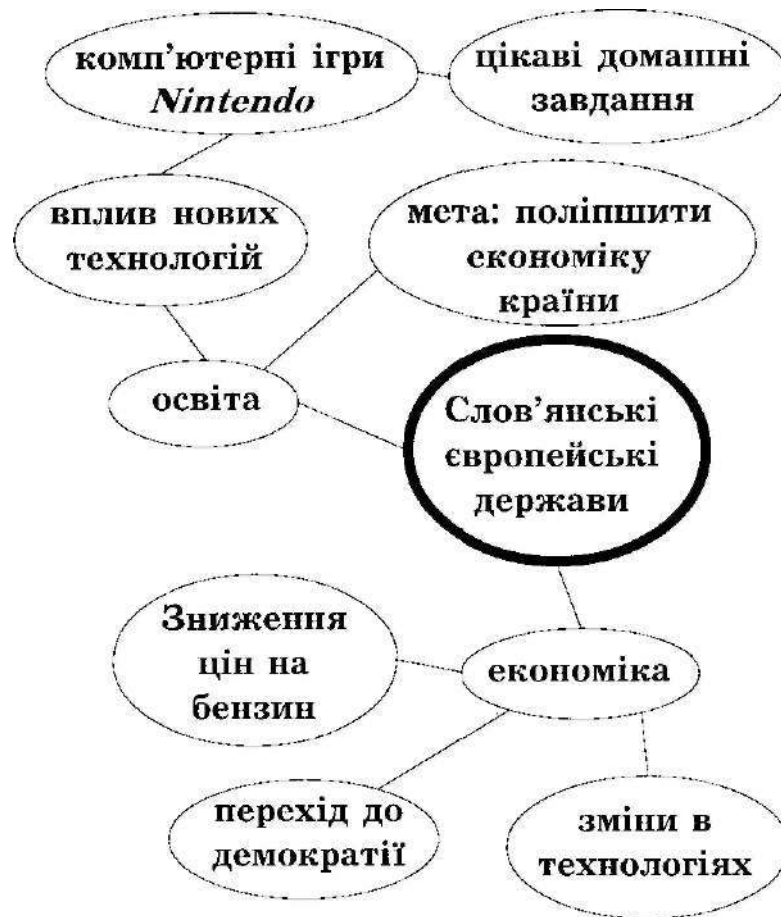 комп’ютерні ігри
Nintendo
цікаві домашні
завдання
вплив нових
технологій
мета: поліпшити
економіку
країни
освіта
Слов’янські
європейські
держави
Зниження
цін на
бензин
економіка
перехід до
демократії
зміни в
технологіях